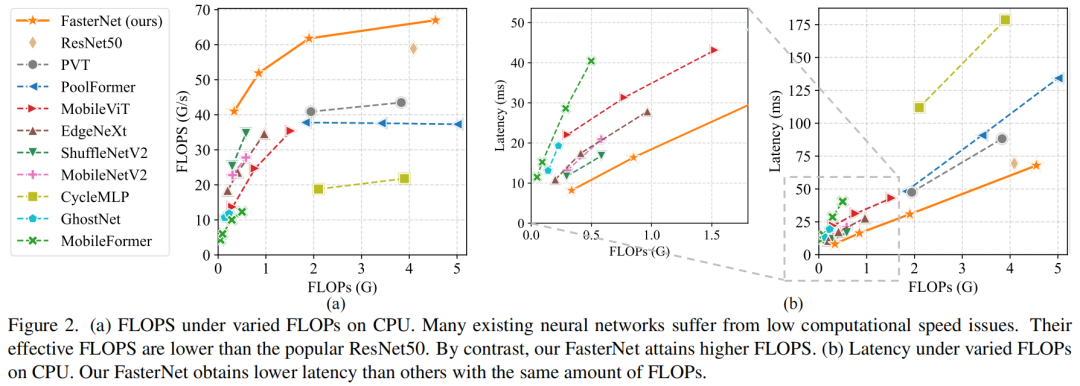 FasterNet (ours)
ResNet50
PVT
PoolFormer
MobileViT
EdgeNeXt
ShuffleNetV2
MobileNetV2
CycleMLP
GhostNet
MobileFormer
FLOPS (G/s)
70
60
50
40
30
20
10
0
0 1 2 3 4 5
FLOPs (G)
(a)
Latency (ms)
50
40
30
20
10
0
0.0 0.5 1.0 1.5
FLOPs (G)
Latency (ms)
175
150
125
100
75
50
25
0
0 1 2 3 4 5
FLOPs (G)
(b)
Figure 2. (a) FLOPS under varied FLOPs on CPU. Many existing neural networks suffer from low computational speed issues. Their
effective FLOPS are lower than the popular ResNet50. By contrast, our FasterNet attains higher FLOPS. (b) Latency under varied FLOPs
on CPU. Our FasterNet obtains lower latency than others with the same amount of FLOPs.